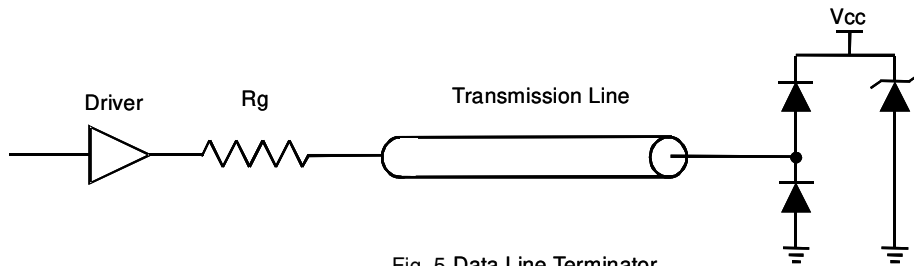 Vcc
Driver
Rg
Transmission Line
Fig. 5 Data Line Terminator